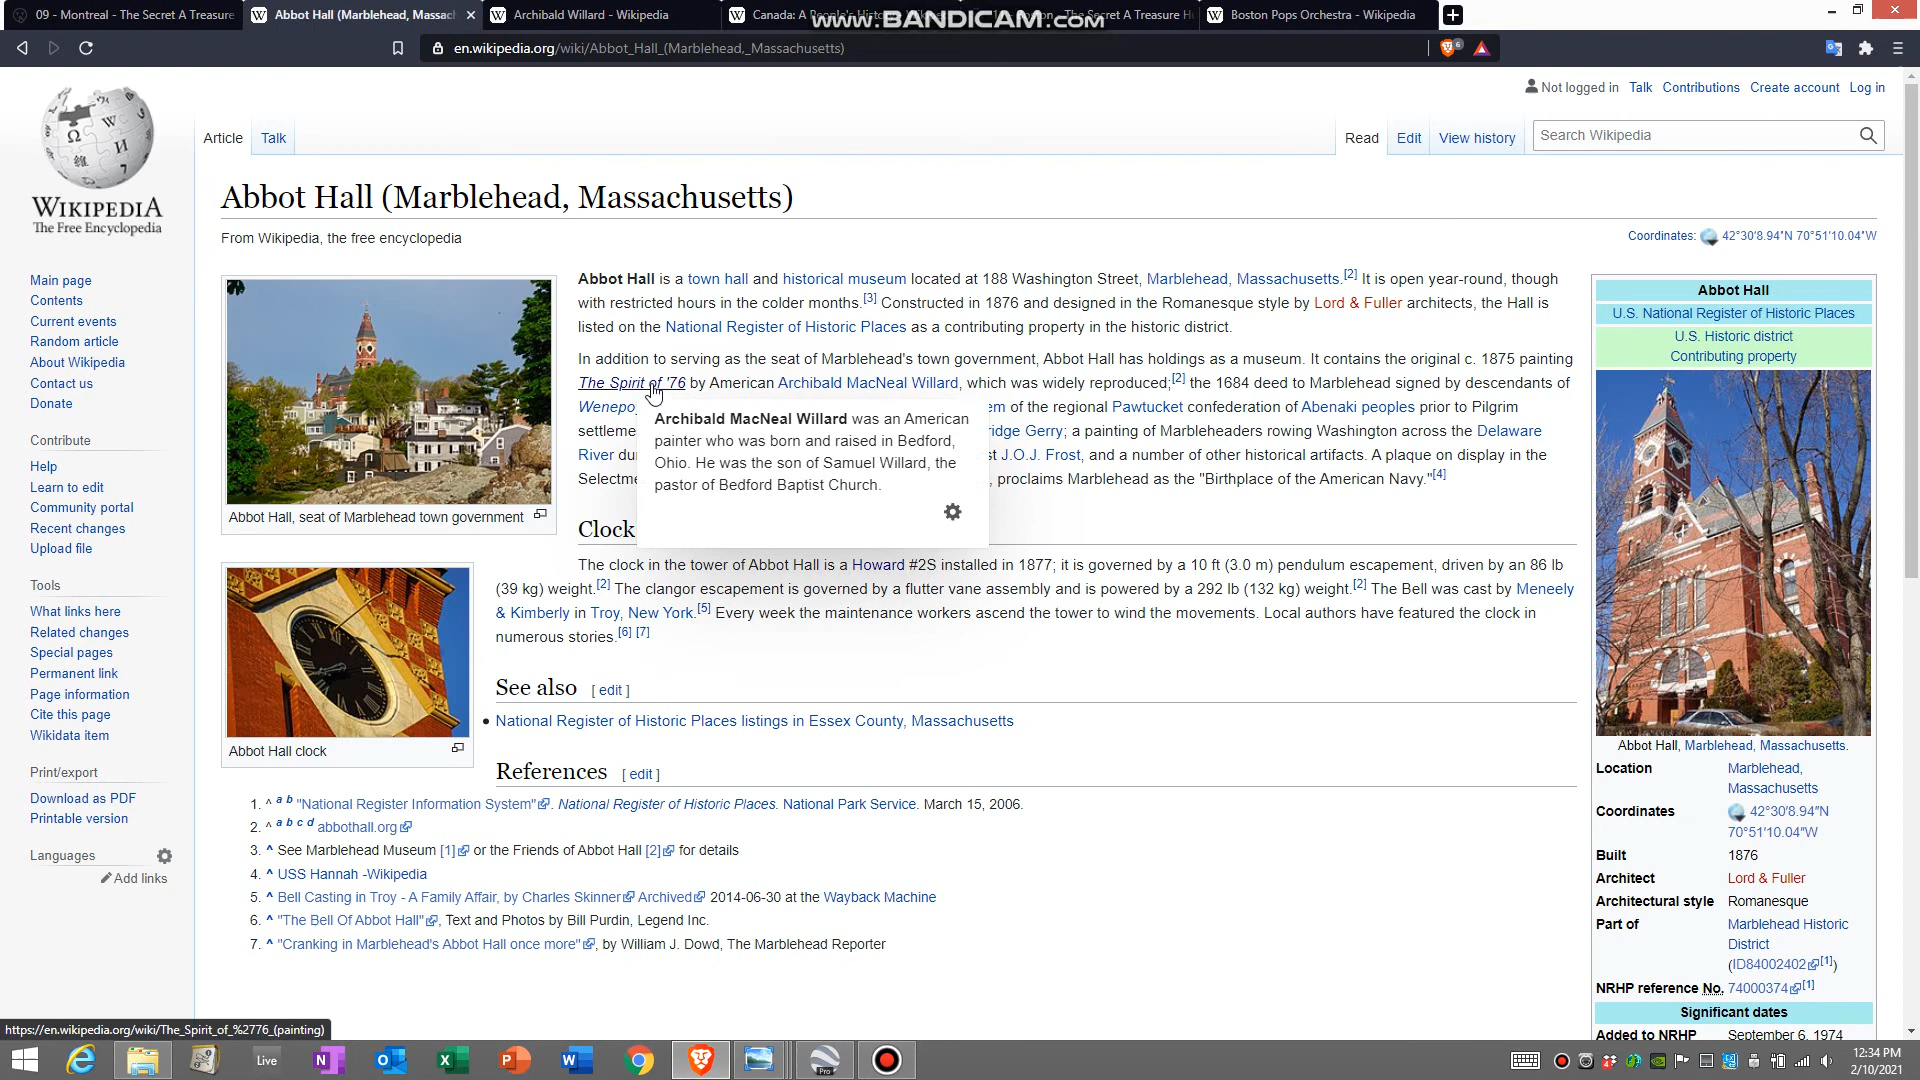 09 - Montreal - The Secret A Treasure
Abbot Hall (Marblehead, Massach
Archibald Willard - Wikipedia
Canada: A People's Histo
The Secret A Treasure Hu
Boston Pops Orchestra - Wikipedia
www.BANDICAM.com
en.wikipedia.org/wiki/Abbot_Hall_(Marblehead,_Massachusetts)
6
Not logged in Talk Contributions Create account Log in
Article Talk
Read Edit View history Search Wikipedia
WIKIPEDIA
The Free Encyclopedia
Main page
Contents
Current events
Random article
About Wikipedia
Contact us
Donate
Contribute
Help
Learn to edit
Community portal
Recent changes
Upload file
Tools
What links here
Related changes
Special pages
Permanent link
Page information
Cite this page
Wikidata item
Print/export
Download as PDF
Printable version
Languages
Add links
Abbot Hall (Marblehead, Massachusetts)
From Wikipedia, the free encyclopedia
Coordinates: 42°30′8.94″N 70°51′10.04″W
Abbot Hall, seat of Marblehead town government
Abbot Hall is a town hall and historical museum located at 188 Washington Street, Marblehead, Massachusetts.[2] It is open year-round, though
with restricted hours in the colder months.[3] Constructed in 1876 and designed in the Romanesque style by Lord & Fuller architects, the Hall is
listed on the National Register of Historic Places as a contributing property in the historic district.
In addition to serving as the seat of Marblehead's town government, Abbot Hall has holdings as a museum. It contains the original c. 1875 painting
The Spirit of '76 by American Archibald MacNeal Willard, which was widely reproduced;[2] the 1684 deed to Marblehead signed by descendants of
Wenepo em of the regional Pawtucket confederation of Abenaki peoples prior to Pilgrim
settleme ridge Gerry; a painting of Marbleheaders rowing Washington across the Delaware
River du st J.O.J. Frost, and a number of other historical artifacts. A plaque on display in the
Selectme , proclaims Marblehead as the "Birthplace of the American Navy."[4]
Archibald MacNeal Willard was an American
painter who was born and raised in Bedford,
Ohio. He was the son of Samuel Willard, the
pastor of Bedford Baptist Church.
Clock
Abbot Hall clock
The clock in the tower of Abbot Hall is a Howard #2S installed in 1877; it is governed by a 10 ft (3.0 m) pendulum escapement, driven by an 86 lb
(39 kg) weight.[2] The clangor escapement is governed by a flutter vane assembly and is powered by a 292 lb (132 kg) weight.[2] The Bell was cast by Meneely
& Kimberly in Troy, New York.[5] Every week the maintenance workers ascend the tower to wind the movements. Local authors have featured the clock in
numerous stories.[6] [7]
See also [ edit ]
National Register of Historic Places listings in Essex County, Massachusetts
References [ edit ]
1. ^ a b "National Register Information System". National Register of Historic Places. National Park Service. March 15, 2006.
2. ^ a b c d abbothall.org
3. ^ See Marblehead Museum [1] or the Friends of Abbot Hall [2] for details
4. ^ USS Hannah -Wikipedia
5. ^ Bell Casting in Troy - A Family Affair, by Charles Skinner Archived 2014-06-30 at the Wayback Machine
6. ^ "The Bell Of Abbot Hall", Text and Photos by Bill Purdin, Legend Inc.
7. ^ "Cranking in Marblehead's Abbot Hall once more", by William J. Dowd, The Marblehead Reporter
Abbot Hall
U.S. National Register of Historic Places
U.S. Historic district
Contributing property
Abbot Hall, Marblehead, Massachusetts.
Location Marblehead,
Massachusetts
Coordinates 42°30′8.94″N
70°51′10.04″W
Built 1876
Architect Lord & Fuller
Architectural style Romanesque
Part of Marblehead Historic
District
(ID84002402[1])
NRHP reference No. 74000374[1]
Significant dates
Added to NRHP September 6, 1974
https://en.wikipedia.org/wiki/The_Spirit_of_%2776_(painting)
Live
Pro
12:34 PM
2/10/2021